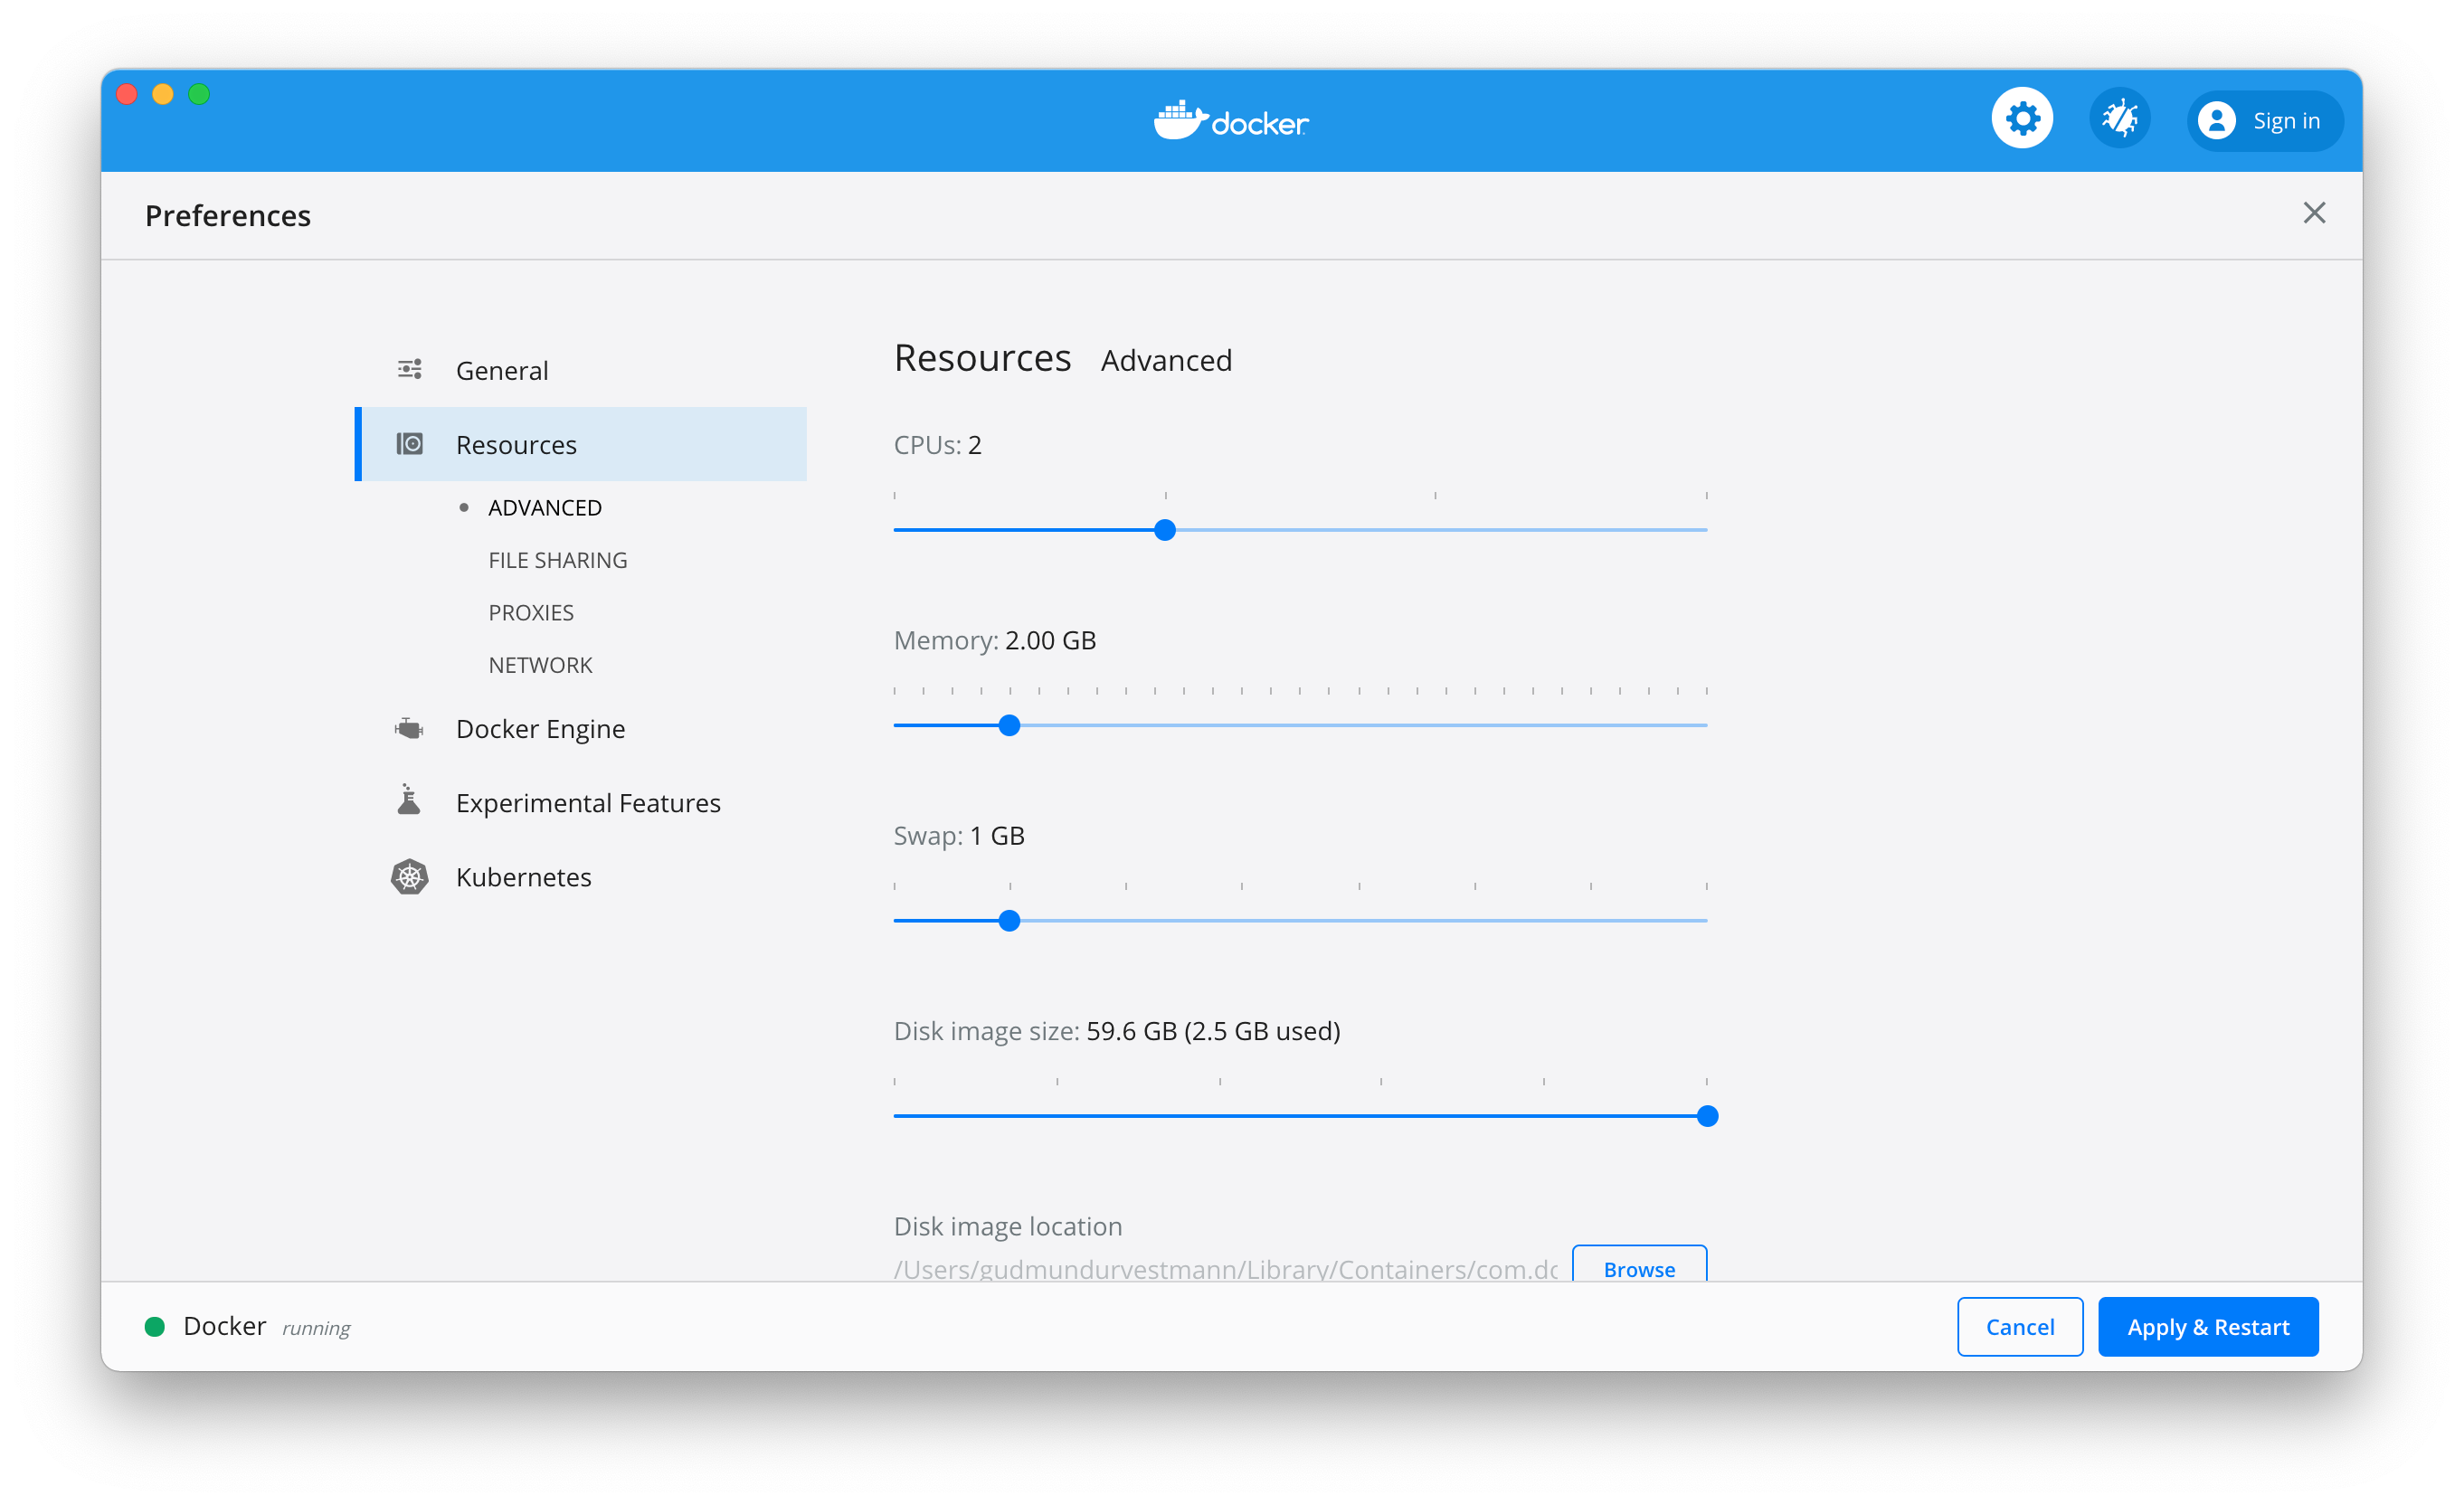 docker
Sign in
Preferences
General
Resources
ADVANCED
FILE SHARING
PROXIES
NETWORK
Docker Engine
Experimental Features
Kubernetes
Resources Advanced
CPUs: 2
Memory: 2.00 GB
Swap: 1 GB
Disk image size: 59.6 GB (2.5 GB used)
Disk image location
/Users/gudmundurvestmann/Library/Containers/com.dc
Browse
Docker running
Cancel
Apply & Restart